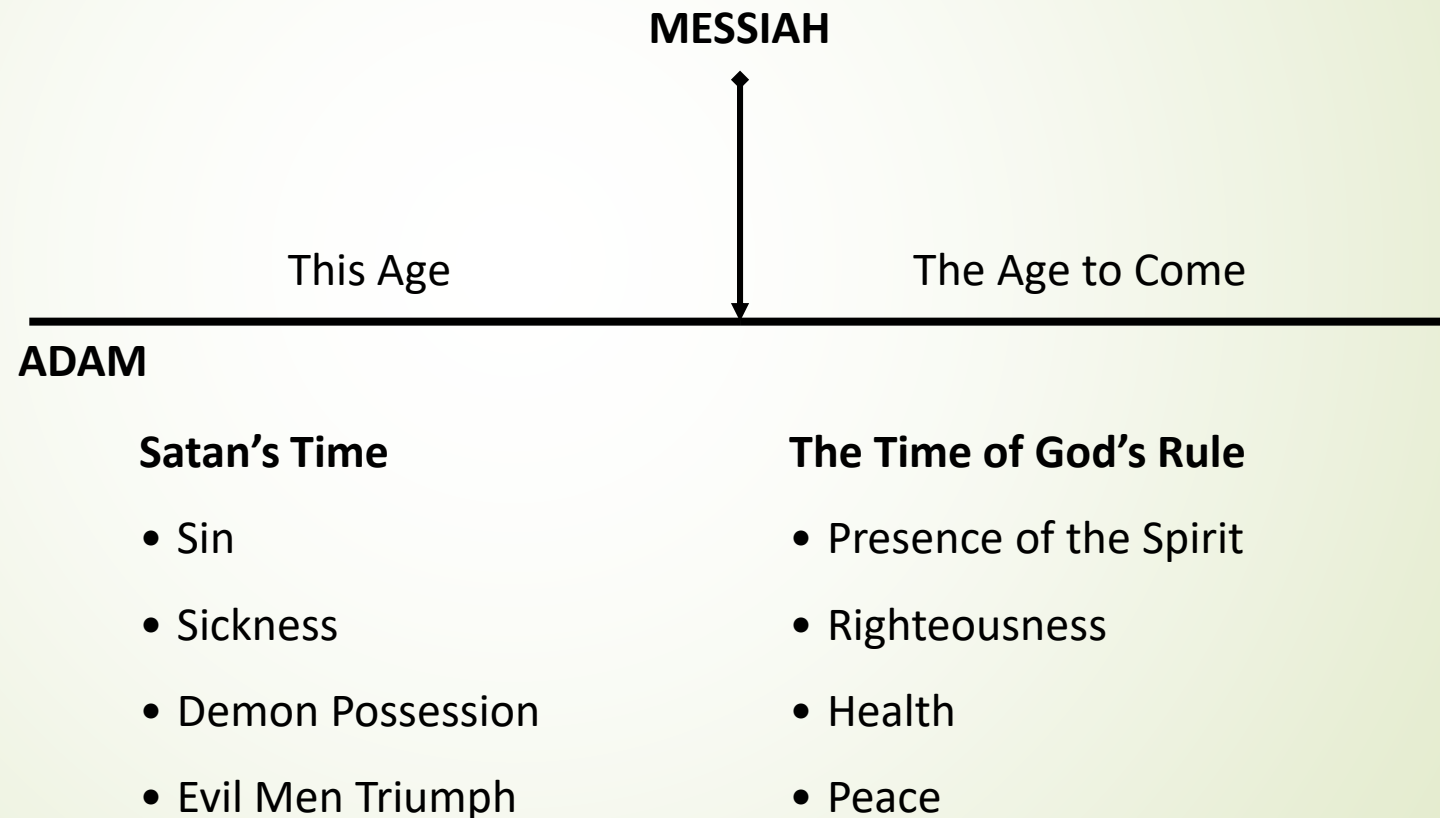 MESSIAH
This Age
The Age to Come
ADAM
Satan’s Time
• Sin
• Sickness
• Demon Possession
• Evil Men Triumph
The Time of God’s Rule
• Presence of the Spirit
• Righteousness
• Health
• Peace